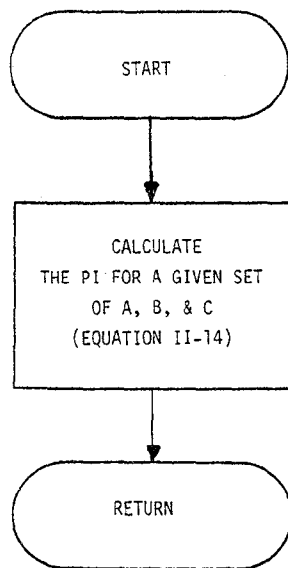 START
CALCULATE
THE PI FOR A GIVEN SET
OF A, B, & C
(EQUATION II-14)
RETURN